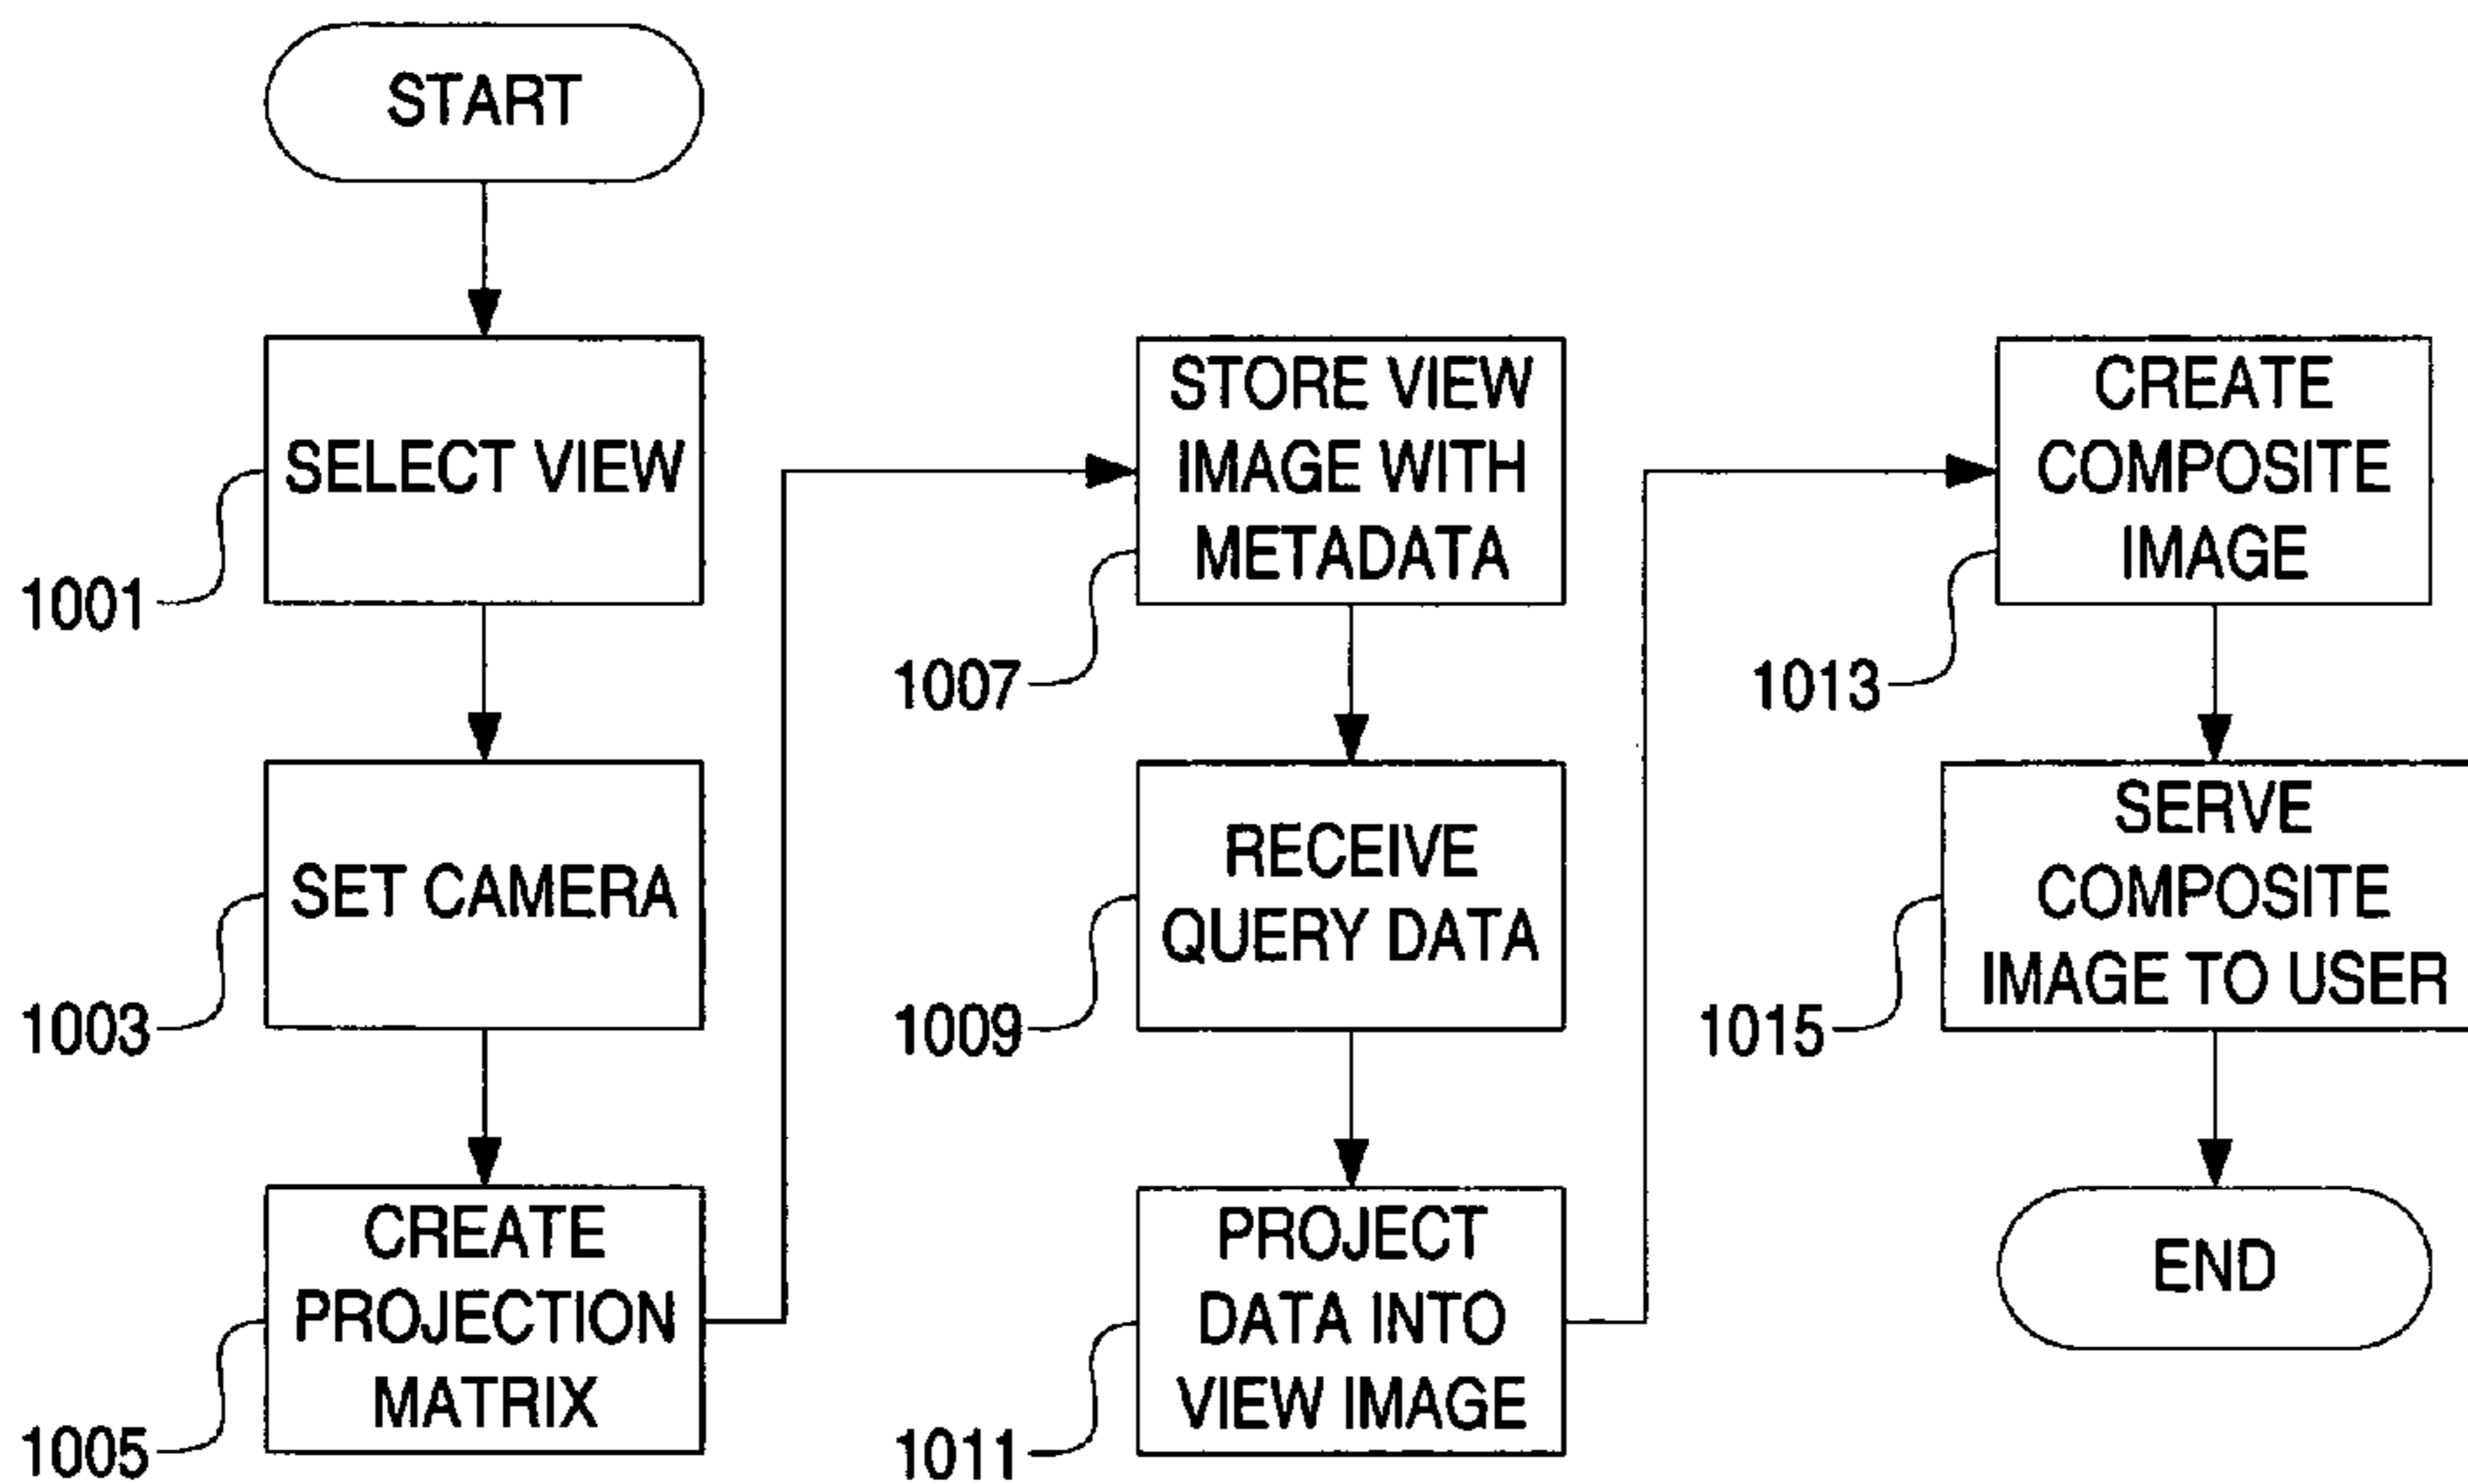 START
SELECT VIEW
1001
SET CAMERA
1003
CREATE
PROJECTION
MATRIX
1005
STORE VIEW
IMAGE WITH
METADATA
1007
RECEIVE
QUERY DATA
1009
PROJECT
DATA INTO
VIEW IMAGE
1011
CREATE
COMPOSITE
IMAGE
1013
SERVE
COMPOSITE
IMAGE TO USER
1015
END